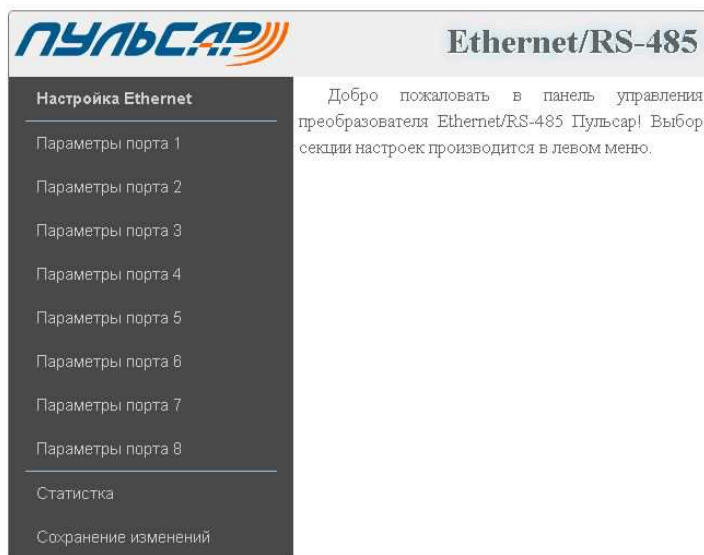 ПУЛЬСАР
Ethernet/RS-485
Настройка Ethernet
Параметры порта 1
Параметры порта 2
Параметры порта 3
Параметры порта 4
Параметры порта 5
Параметры порта 6
Параметры порта 7
Параметры порта 8
Статистка
Сохранение изменений
Добро пожаловать в панель управления
преобразователя Ethernet/RS-485 Пульсар! Выбор
секции настроек производится в левом меню.